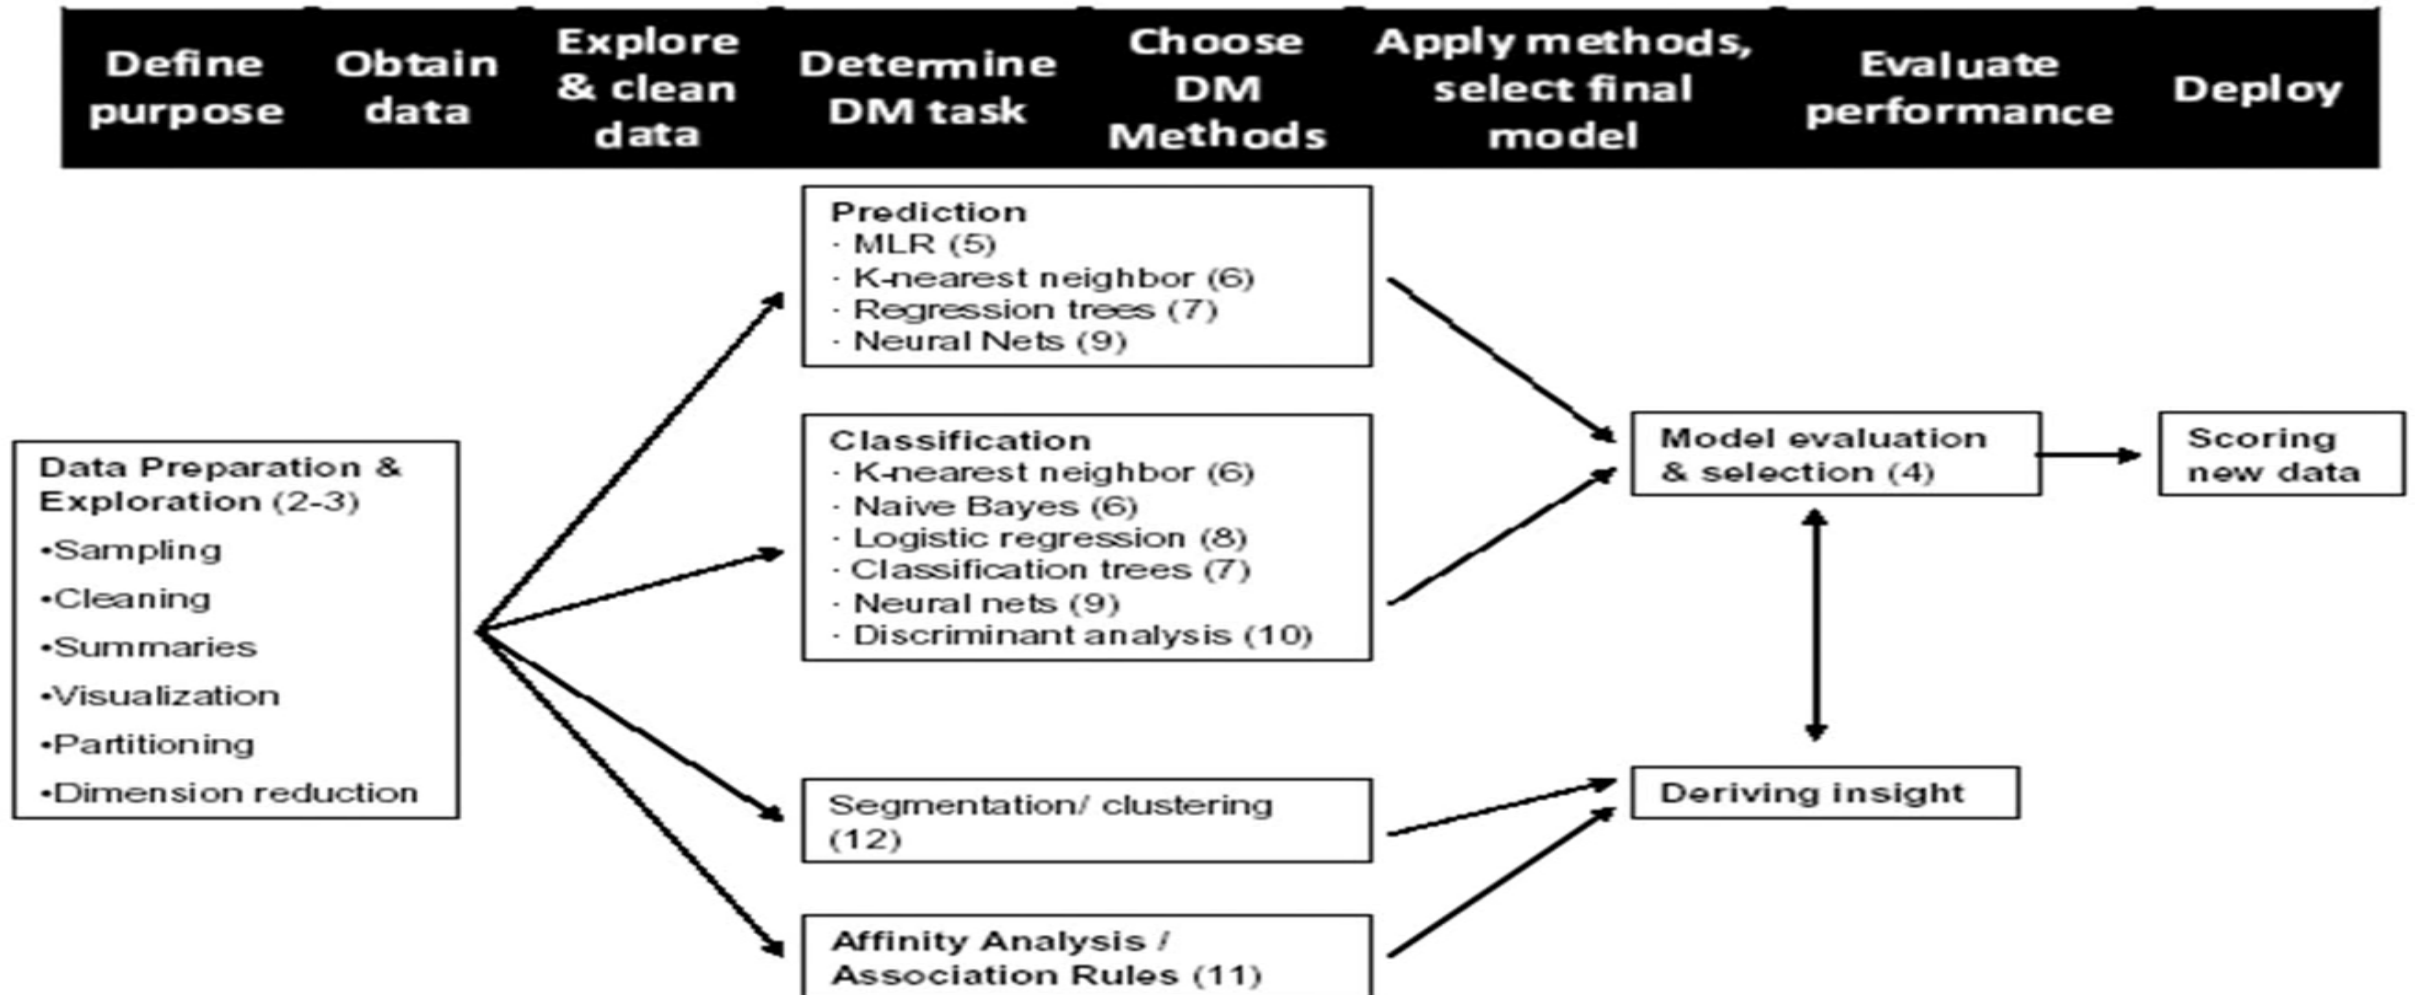 Define
purpose
Obtain
data
Explore
& clean
data
Determine
DM task
Choose
DM
Methods
Apply methods,
select final
model
Evaluate
performance
Deploy
Data Preparation &
Exploration (2-3)
•Sampling
•Cleaning
•Summaries
•Visualization
•Partitioning
•Dimension reduction
Prediction
· MLR (5)
· K-nearest neighbor (6)
· Regression trees (7)
· Neural Nets (9)
Classification
· K-nearest neighbor (6)
· Naive Bayes (6)
· Logistic regression (8)
· Classification trees (7)
· Neural nets (9)
· Discriminant analysis (10)
Segmentation/ clustering
(12)
Affinity Analysis /
Association Rules (11)
Model evaluation
& selection (4)
Deriving insight
Scoring
new data